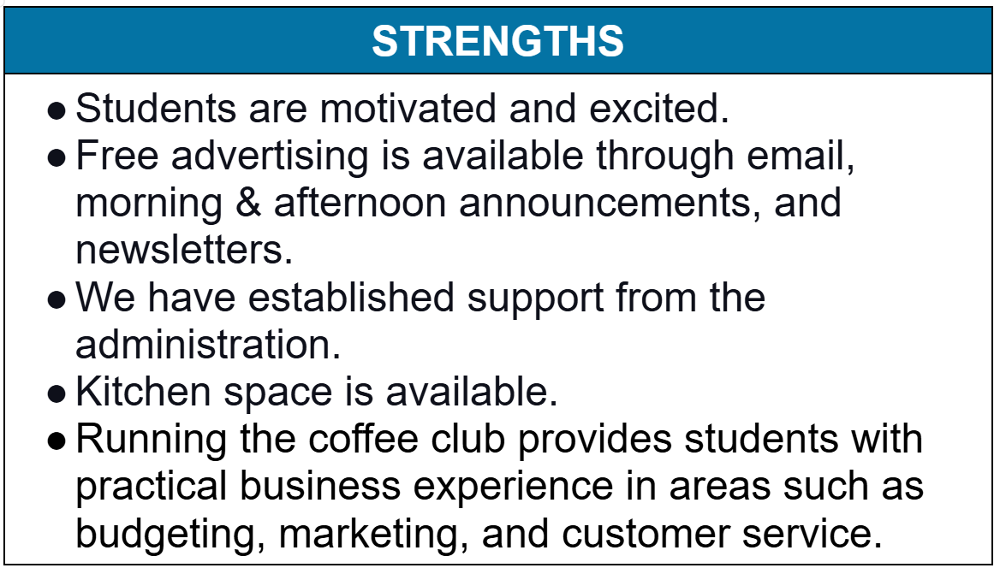 STRENGTHS
● Students are motivated and excited.
● Free advertising is available through email,
morning & afternoon announcements, and
newsletters.
● We have established support from the
administration.
● Kitchen space is available.
● Running the coffee club provides students with
practical business experience in areas such as
budgeting, marketing, and customer service.